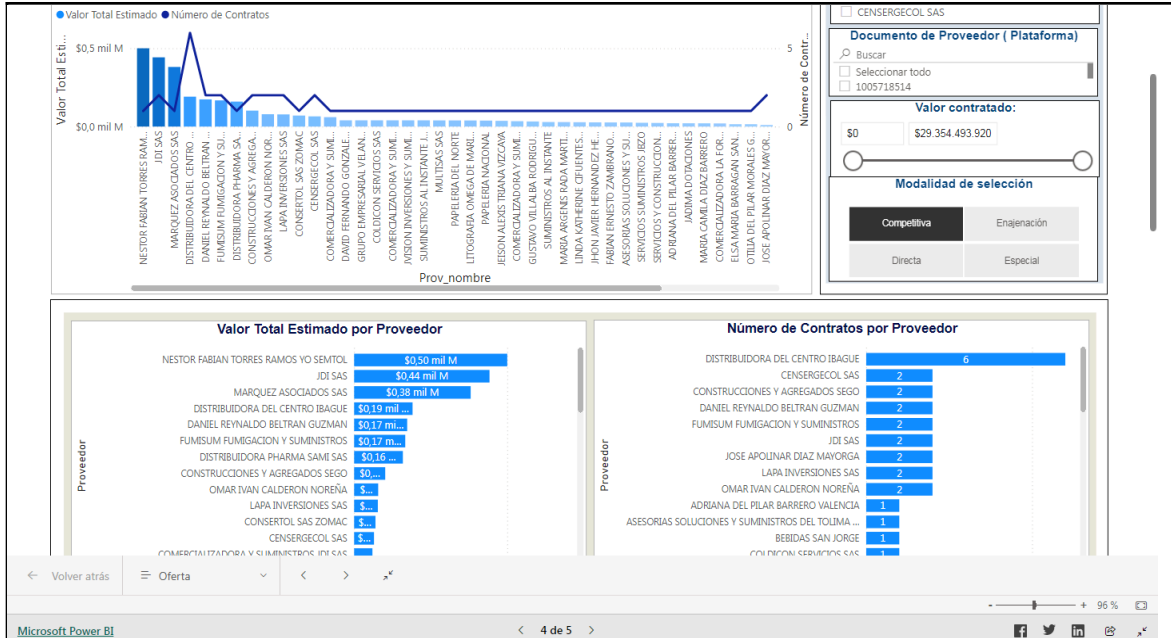 Valor Total Estimado Número de Contratos
Valor Total Esti...
$0,5 mil M
$0,0 mil M
5
0
Número de Contr...
NESTOR FABIAN TORRES RAM...
JDI SAS
MARQUEZ ASOCIADOS SAS
DISTRIBUIDORA DEL CENTRO ...
DANIEL REYNALDO BELTRAN ...
FUMISUM FUMIGACION Y SU...
DISTRIBUIDORA PHARMA SA...
CONSTRUCCIONES Y AGREGA...
OMAR IVAN CALDERON NOR...
LAPA INVERSIONES SAS
CONSERTOL SAS ZOMAC
CENSERGECOL SAS
COMERCIALIZADORA Y SUME...
DAVID FERNANDO GONZALE...
GRUPO EMPRESARIAL VELAN...
COLDICON SERVICIOS SAS
COMERCIALIZADORA Y SUMI...
JVISION INVERSIONES Y SUME...
SUMINISTROS AL INSTANTE J...
MULTISAS SAS
PAPELERIA DEL NORTE
LITOGRAFIA OMEGA DE MARI...
PAPELERIA NACIONAL
JEISON ALEXIS TRIANA VIZCAYA
COMERCIALIZADORA Y SUME...
GUSTAVO VILLALBA RODRIGU...
SUMINISTROS AL INSTANTE
MARIA ARGENIS RADA MARTI...
LINDA KATHERINE CIFUENTES...
JHON JAVIER HERNANDEZ HE...
FABIAN ERNESTO ZAMBRANO...
ASESORIAS SOLUCIONES Y SU...
SERVICIOS SUMINISTROS JBZO
SERVICIOS Y CONSTRUCCION...
ADRIANA DEL PILAR BARRER...
JADIMA DOTACIONES
MARIA CAMILA DIAZ BARRERO
COMERCIALIZADORA LA FOR...
ELSA MARIA BARRAGAN SAN...
OTILIA DEL PILAR MORALES G...
JOSE APOLINAR DIAZ MAYOR...
Prov_nombre
CENSERGECOL SAS
Documento de Proveedor ( Plataforma)
Buscar
Seleccionar todo
1005718514
Valor contratado:
$0 $29.354.493.920
Modalidad de selección
Competitiva Enajenación
Directa Especial
Valor Total Estimado por Proveedor
Proveedor
NESTOR FABIAN TORRES RAMOS YO SEMTOL $0,50 mil M
JDI SAS $0,44 mil M
MARQUEZ ASOCIADOS SAS $0,38 mil M
DISTRIBUIDORA DEL CENTRO IBAGUE $0,19 mil ...
DANIEL REYNALDO BELTRAN GUZMAN $0,17 mi...
FUMISUM FUMIGACION Y SUMINISTROS $0,17 m...
DISTRIBUIDORA PHARMA SAMI SAS $0,16 ...
CONSTRUCCIONES Y AGREGADOS SEGO $0,...
OMAR IVAN CALDERON NOREÑA $...
LAPA INVERSIONES SAS $...
CONSERTOL SAS ZOMAC $...
CENSERGECOL SAS $...
COMERCIALIZADORA Y SUMINISTROS JDI SAS
Número de Contratos por Proveedor
Proveedor
DISTRIBUIDORA DEL CENTRO IBAGUE 6
CENSERGECOL SAS 2
CONSTRUCCIONES Y AGREGADOS SEGO 2
DANIEL REYNALDO BELTRAN GUZMAN 2
FUMISUM FUMIGACION Y SUMINISTROS 2
JDI SAS 2
JOSE APOLINAR DIAZ MAYORGA 2
LAPA INVERSIONES SAS 2
OMAR IVAN CALDERON NOREÑA 2
ADRIANA DEL PILAR BARRERO VALENCIA 1
ASESORIAS SOLUCIONES Y SUMINISTROS DEL TOLIMA ... 1
BEBIDAS SAN JORGE 1
COLDICON SERVICIOS SAS 1
Volver atrás Oferta
- + 96 %
Microsoft Power BI 4 de 5